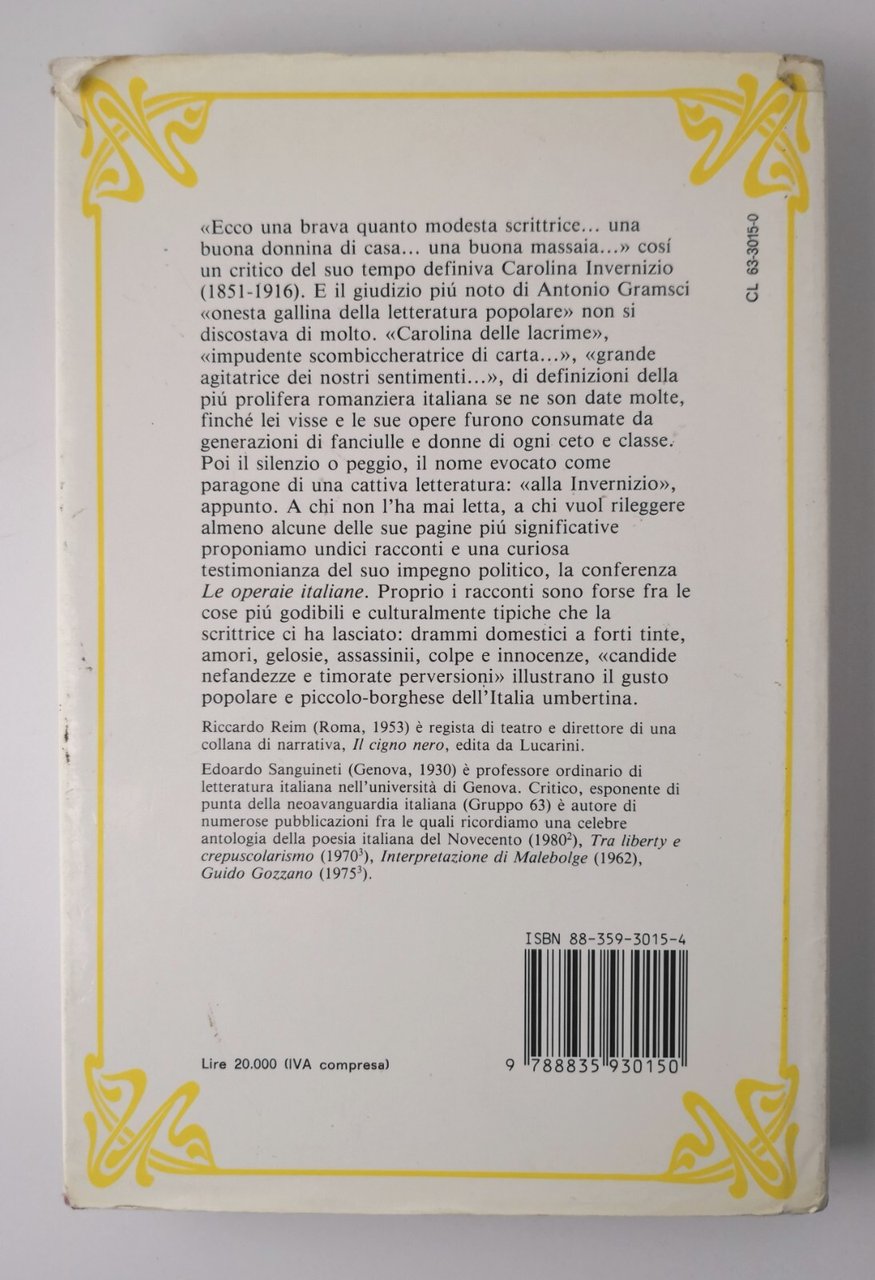 «Ecco una brava quanto modesta scrittrice... una
buona donnina di casa... una buona massaia...» cosí
un critico del suo tempo definiva Carolina Invernizio
(1851-1916). E il giudizio piú noto di Antonio Gramsci
«onesta gallina della letteratura popolare» non si
discostava di molto. «Carolina delle lacrime»,
«impudente scombiccheratrice di carta...», «grande
agitatrice dei nostri sentimenti...», di definizioni della
piú prolifera romanziera italiana se ne son date molte,
finché lei visse e le sue opere furono consumate da
generazioni di fanciulle e donne di ogni ceto e classe.
Poi il silenzio o peggio, il nome evocato come
paragone di una cattiva letteratura: «alla Invernizio»,
appunto. A chi non l'ha mai letta, a chi vuol rileggere
almeno alcune delle sue pagine piú significative
proponiamo undici racconti e una curiosa
testimonianza del suo impegno politico, la conferenza
Le operaie italiane. Proprio i racconti sono forse fra le
cose piú godibili e culturalmente tipiche che la
scrittrice ci ha lasciato: drammi domestici a forti tinte,
amori, gelosie, assassinii, colpe e innocenze, «candide
nefandezze e timorate perversioni» illustrano il gusto
popolare e piccolo-borghese dell'Italia umbertina.
Riccardo Reim (Roma, 1953) è regista di teatro e direttore di una
collana di narrativa, Il cigno nero, edita da Lucarini.
Edoardo Sanguineti (Genova, 1930) è professore ordinario di
letteratura italiana nell'università di Genova. Critico, esponente di
punta della neoavanguardia italiana (Gruppo 63) è autore di
numerose pubblicazioni fra le quali ricordiamo una celebre
antologia della poesia italiana del Novecento (1980²), Tra liberty e
crepuscolarismo (1970³), Interpretazione di Malebolge (1962),
Guido Gozzano (1975³).
CL 63-3015-0
ISBN 88-359-3015-4
Lire 20.000 (IVA compresa)
9 788835 930150